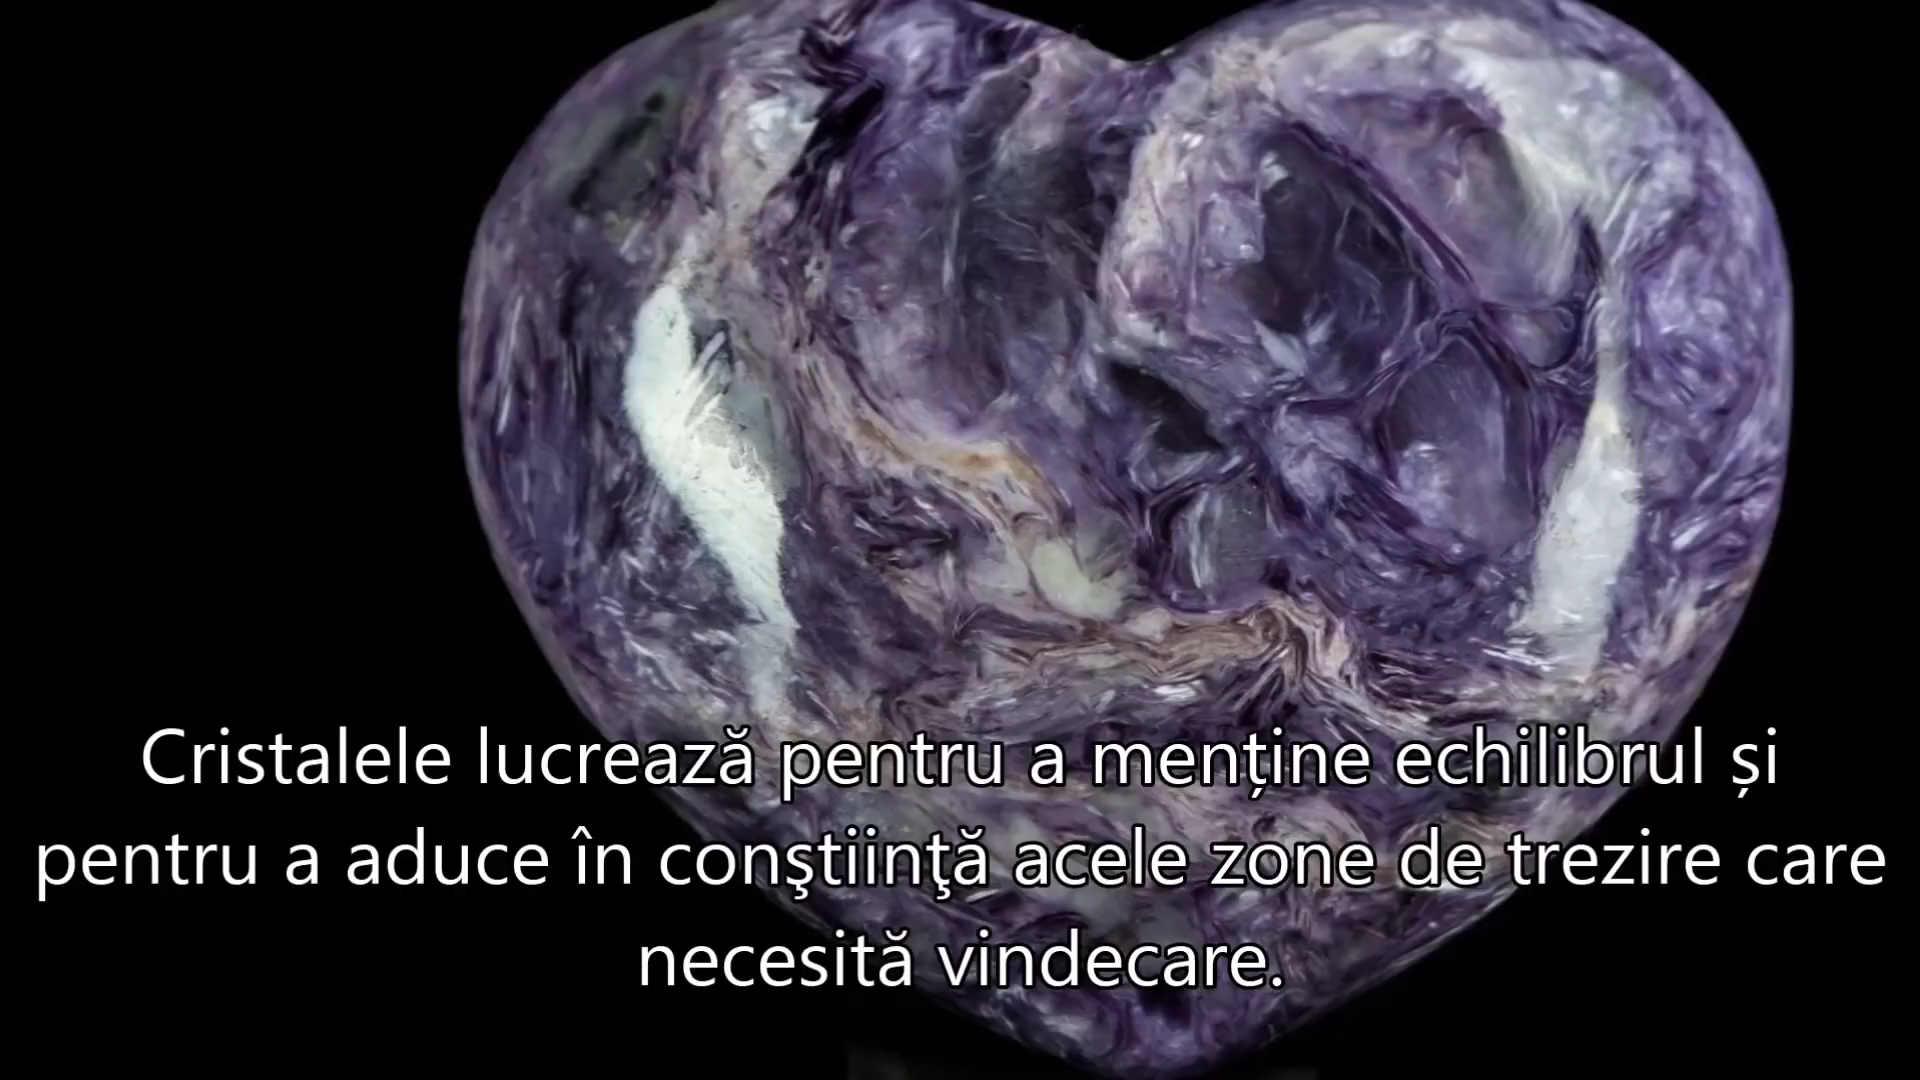 Cristalele lucrează pentru a menține echilibrul și
pentru a aduce în conştiinţă acele zone de trezire care
necesită vindecare.